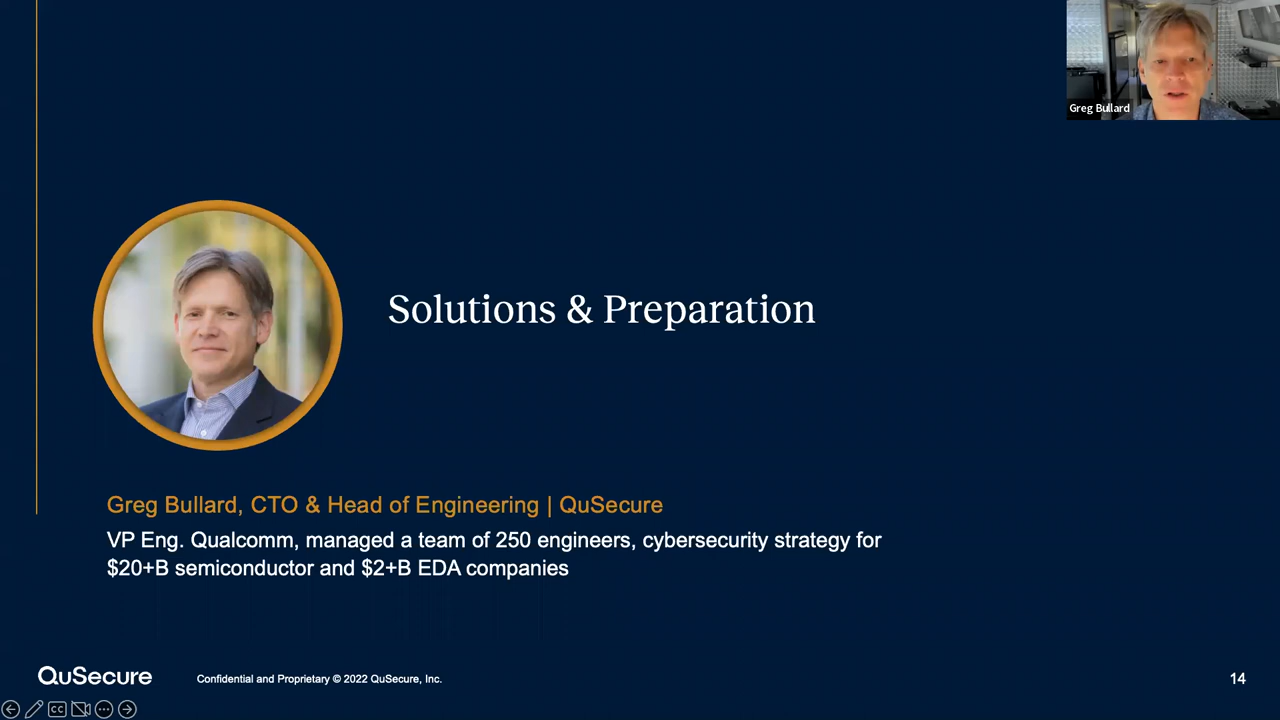 Greg Bullard
Solutions & Preparation
Greg Bullard, CTO & Head of Engineering | QuSecure
VP Eng. Qualcomm, managed a team of 250 engineers, cybersecurity strategy for
$20+B semiconductor and $2+B EDA companies
QuSecure
Confidential and Proprietary © 2022 QuSecure, Inc.
14
CC